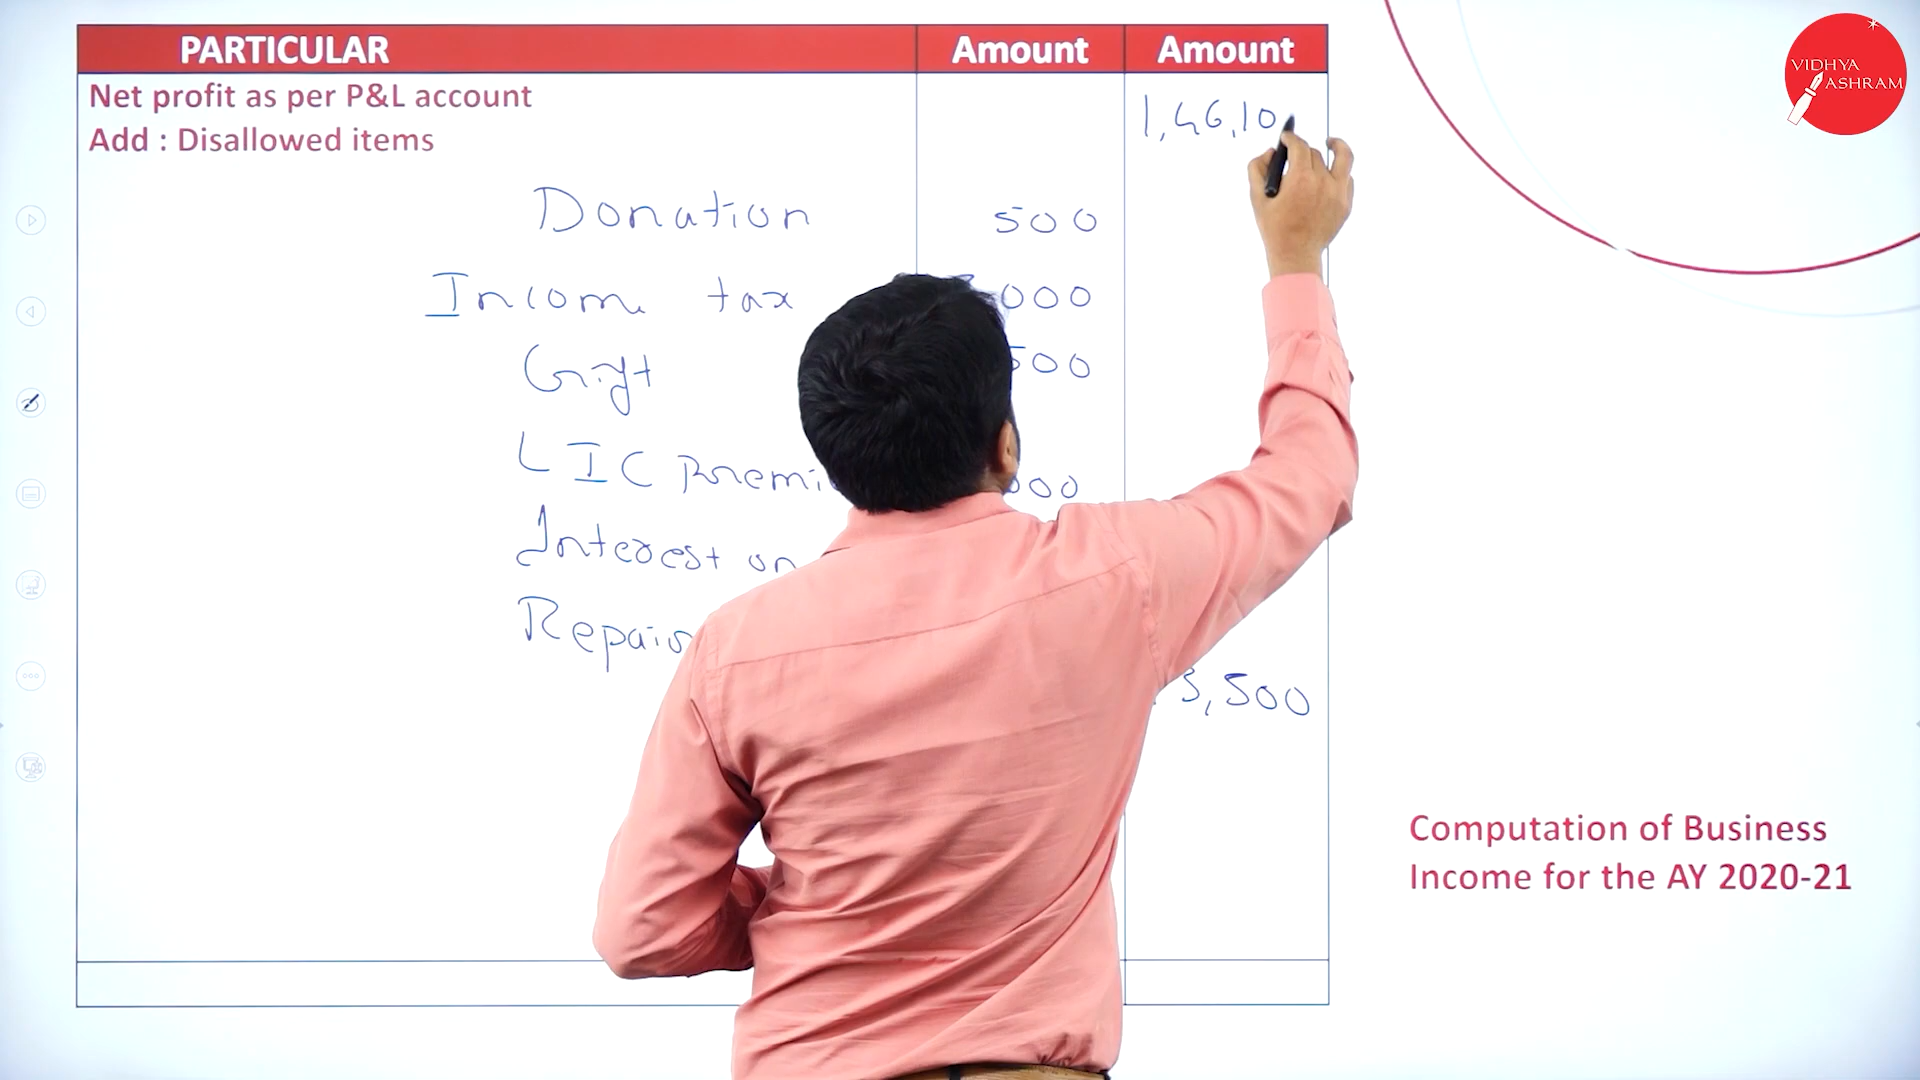 PARTICULAR Amount Amount
Net profit as per P&L account 1,46,10
Add : Disallowed items
Donation 500
Income tax 000
Gift 500
LIC Premi 000
Interest on
Repair
3,500
VIDHYA
ASHRAM
Computation of Business
Income for the AY 2020-21